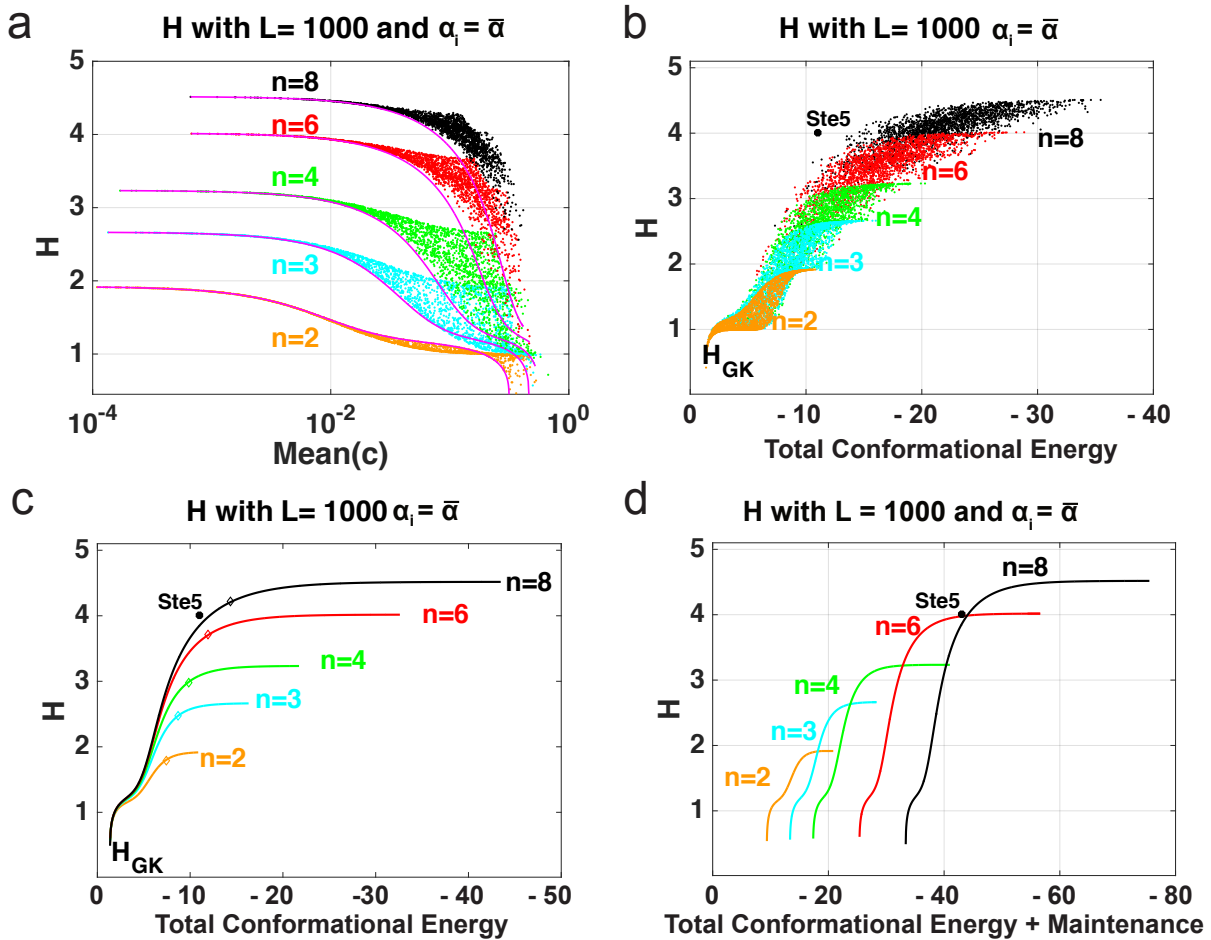 a
H with L= 1000 and αᵢ = ᾱ
5
4
3
2
1
H
n=8
n=6
n=4
n=3
n=2
10⁻⁴
10⁻²
10⁰
Mean(c)
b
H with L= 1000 αᵢ = ᾱ
5
4
3
2
1
H
Ste5
n=8
n=6
n=4
n=3
n=2
H_GK
0
- 10
- 20
- 30
- 40
Total Conformational Energy
c
H with L= 1000 αᵢ = ᾱ
5
4
3
2
1
H
Ste5
n=8
n=6
n=4
n=3
n=2
H_GK
0
- 10
- 20
-30
-40
-50
Total Conformational Energy
d
H with L = 1000 and αᵢ = ᾱ
5
4
3
2
1
H
n=8
Ste5
n=6
n=4
n=3
n=2
0
- 20
- 40
- 60
- 80
Total Conformational Energy + Maintenance